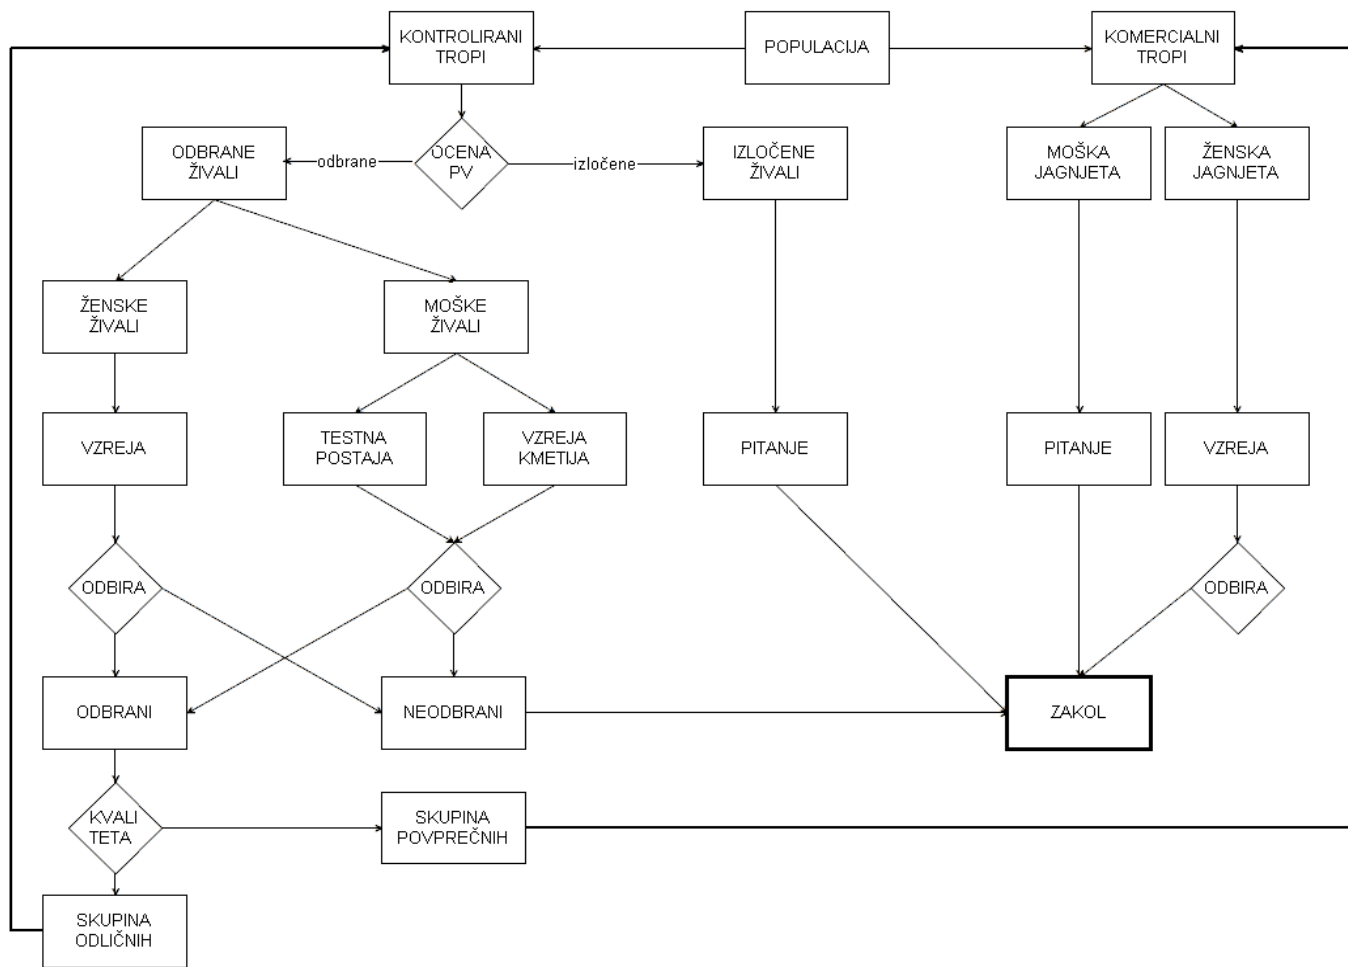 KONTROLIRANI
TROPI
POPULACIJA
KOMERCIALNI
TROPI
ODBRANE
ŽIVALI
odbrane
OCENA
PV
izločene
IZLOČENE
ŽIVALI
MOŠKA
JAGNJETA
ŽENSKA
JAGNJETA
ŽENSKE
ŽIVALI
MOŠKE
ŽIVALI
VZREJA
TESTNA
POSTAJA
VZREJA
KMETIJA
PITANJE
PITANJE
VZREJA
ODBIRA
ODBIRA
ODBIRA
ODBRANI
NEODBRANI
ZAKOL
KVALI
TETA
SKUPINA
POVPREČNIH
SKUPINA
ODLIČNIH